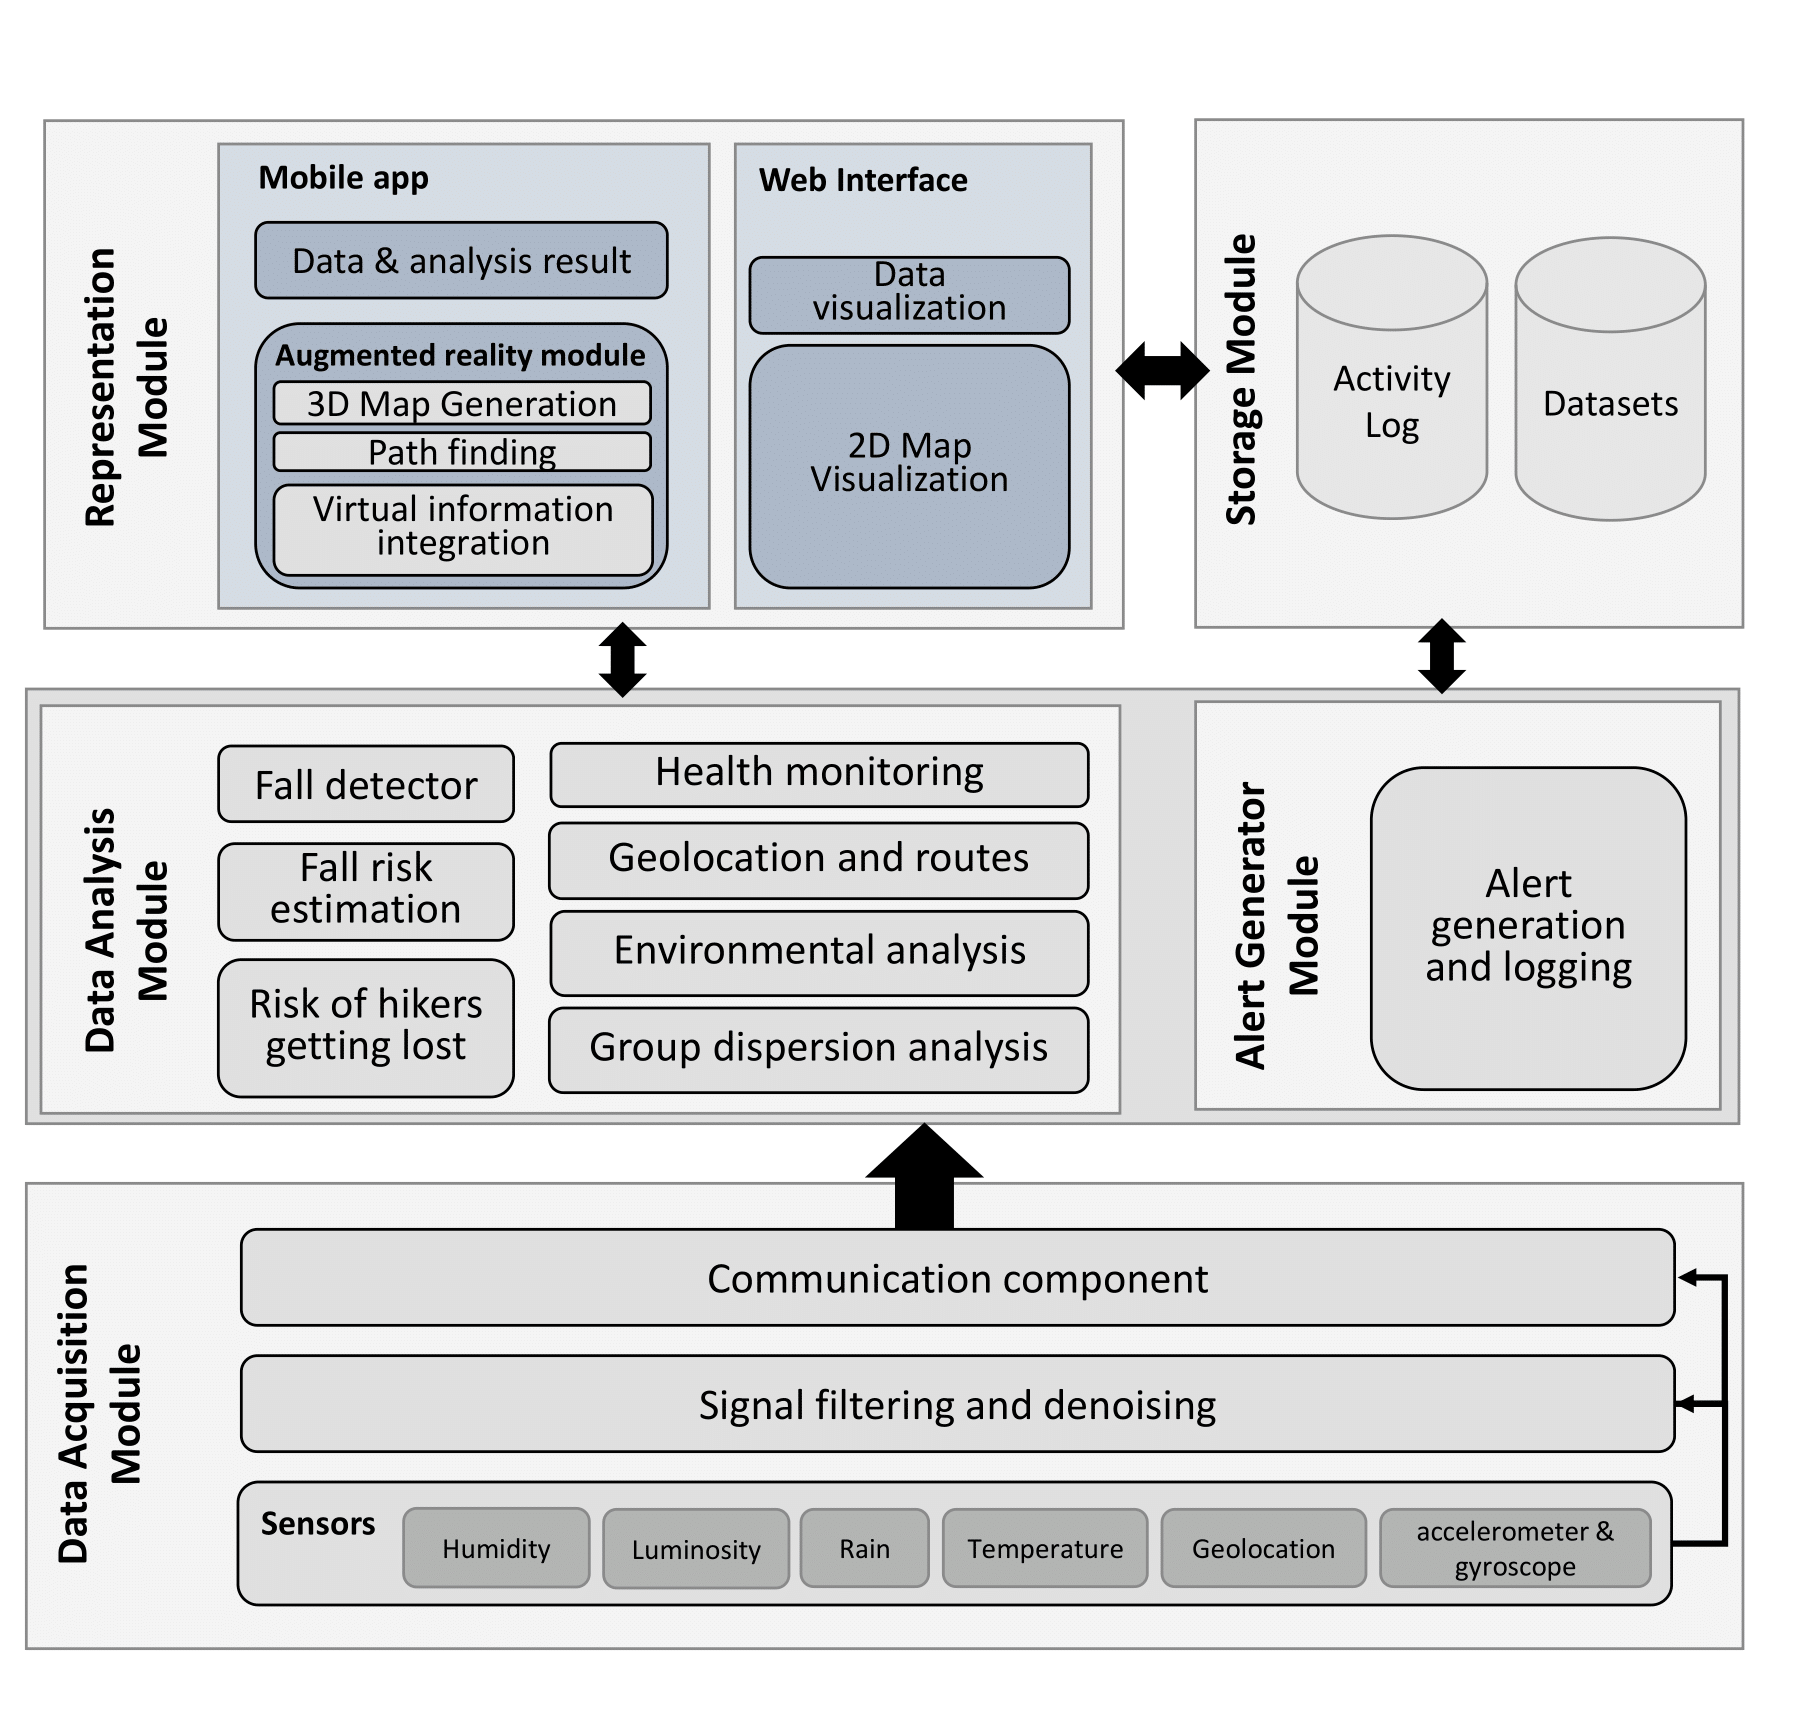 Representation
Module
Mobile app
Data & analysis result
Augmented reality module
3D Map Generation
Path finding
Virtual information
integration
Web Interface
Data
visualization
2D Map
Visualization
Storage Module
Activity
Log
Datasets
Data Analysis
Module
Fall detector
Fall risk
estimation
Risk of hikers
getting lost
Health monitoring
Geolocation and routes
Environmental analysis
Group dispersion analysis
Alert Generator
Module
Alert
generation
and logging
Data Acquisition
Module
Communication component
Signal filtering and denoising
Sensors
Humidity
Luminosity
Rain
Temperature
Geolocation
accelerometer &
gyroscope